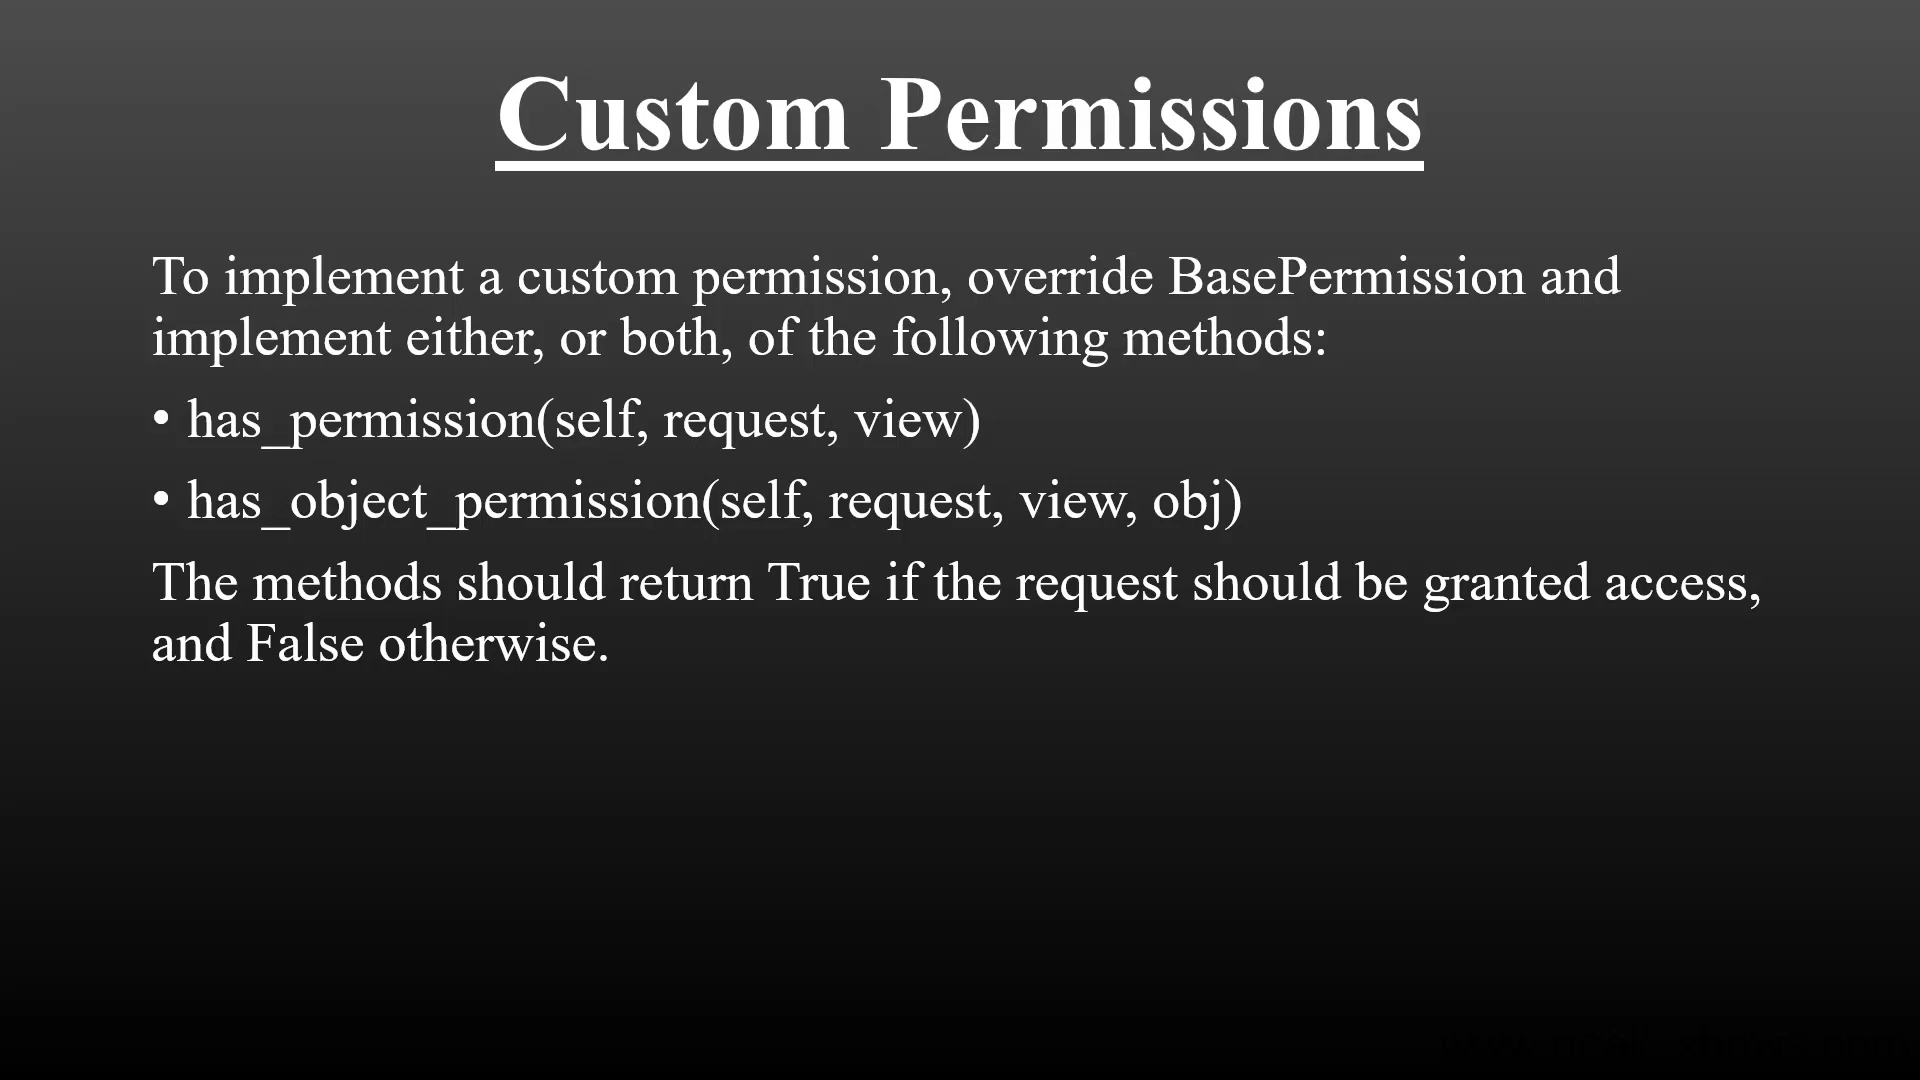 Custom Permissions
To implement a custom permission, override BasePermission and
implement either, or both, of the following methods:
• has_permission(self, request, view)
• has_object_permission(self, request, view, obj)
The methods should return True if the request should be granted access,
and False otherwise.